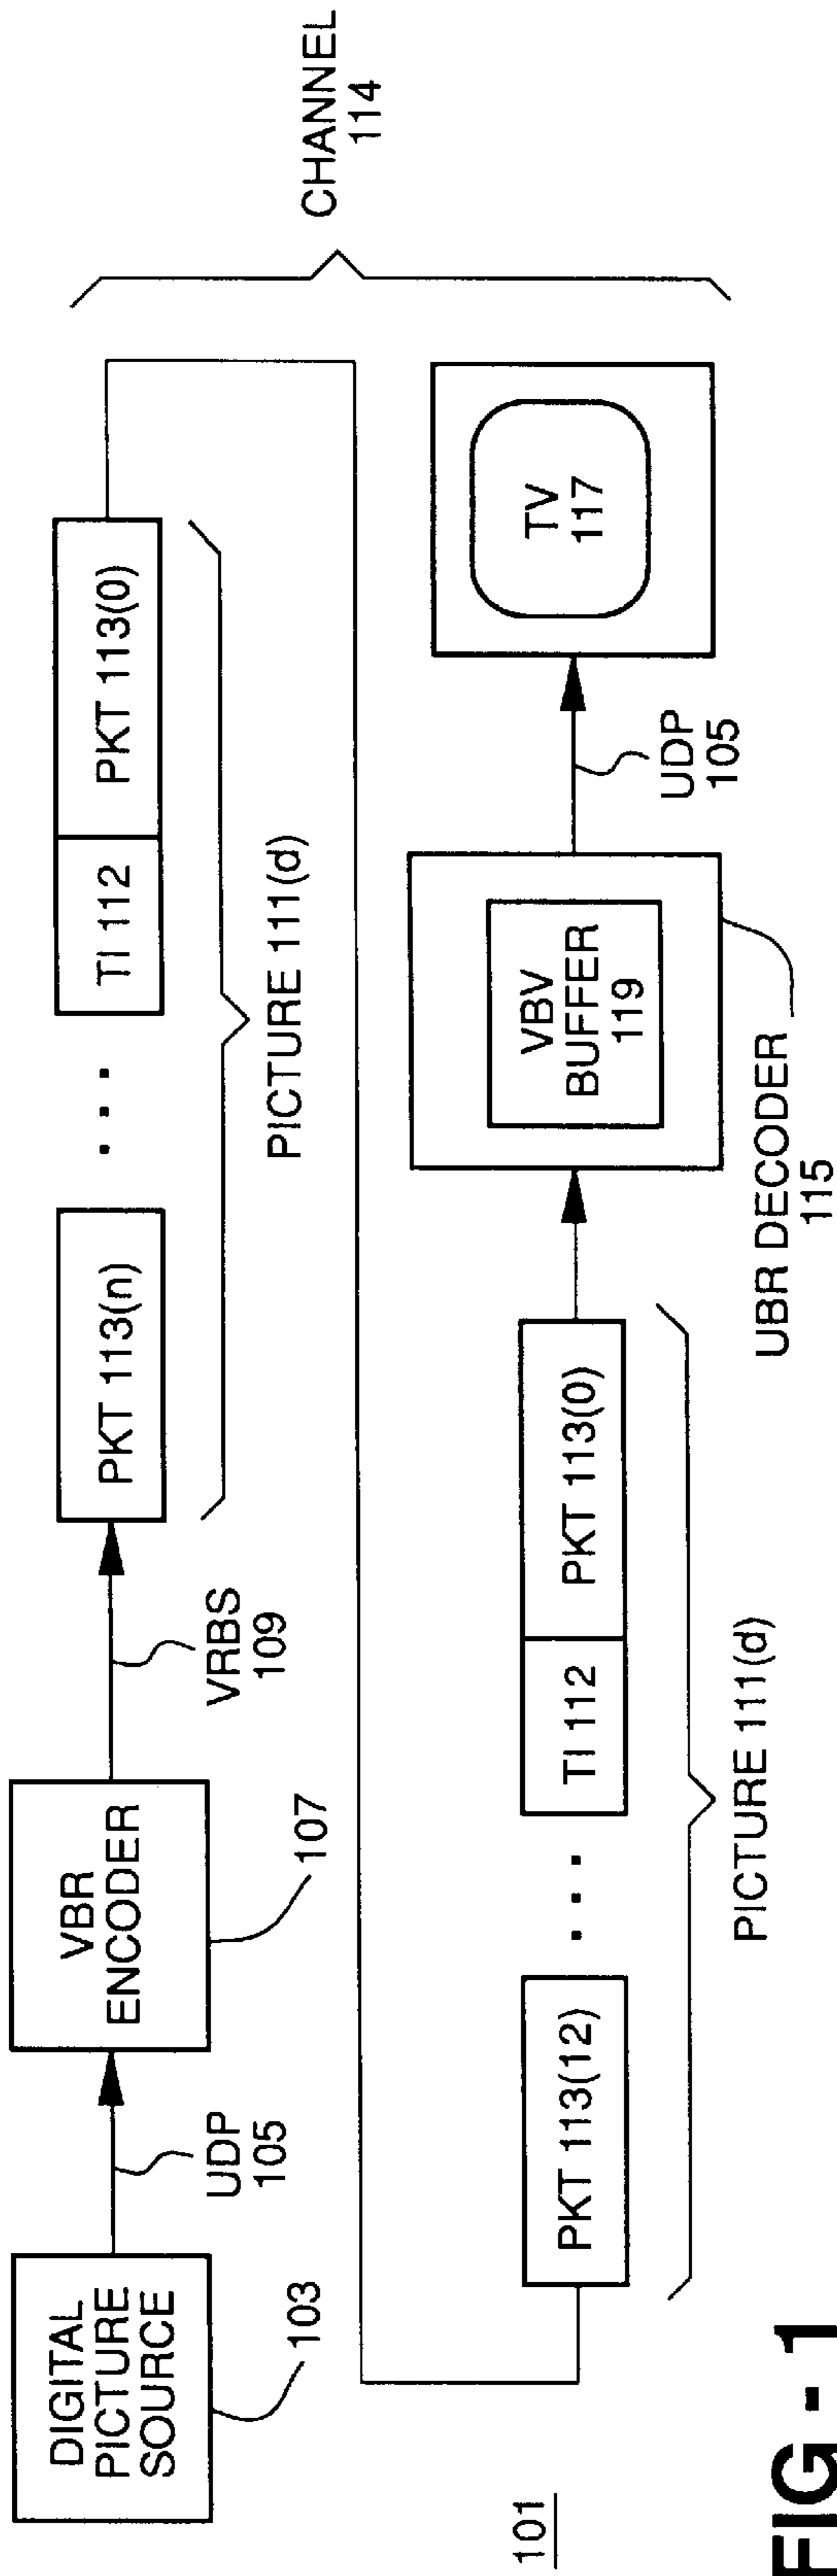 DIGITAL
PICTURE
SOURCE
103
UDP
105
VBR
ENCODER
107
VRBS
109
PKT 113(n)
. . .
TI 112
PKT 113(0)
PICTURE 111(d)
CHANNEL
114
101
PKT 113(12)
. . .
TI 112
PKT 113(0)
PICTURE 111(d)
VBV
BUFFER
119
UBR DECODER
115
UDP
105
TV
117
FIG - 1